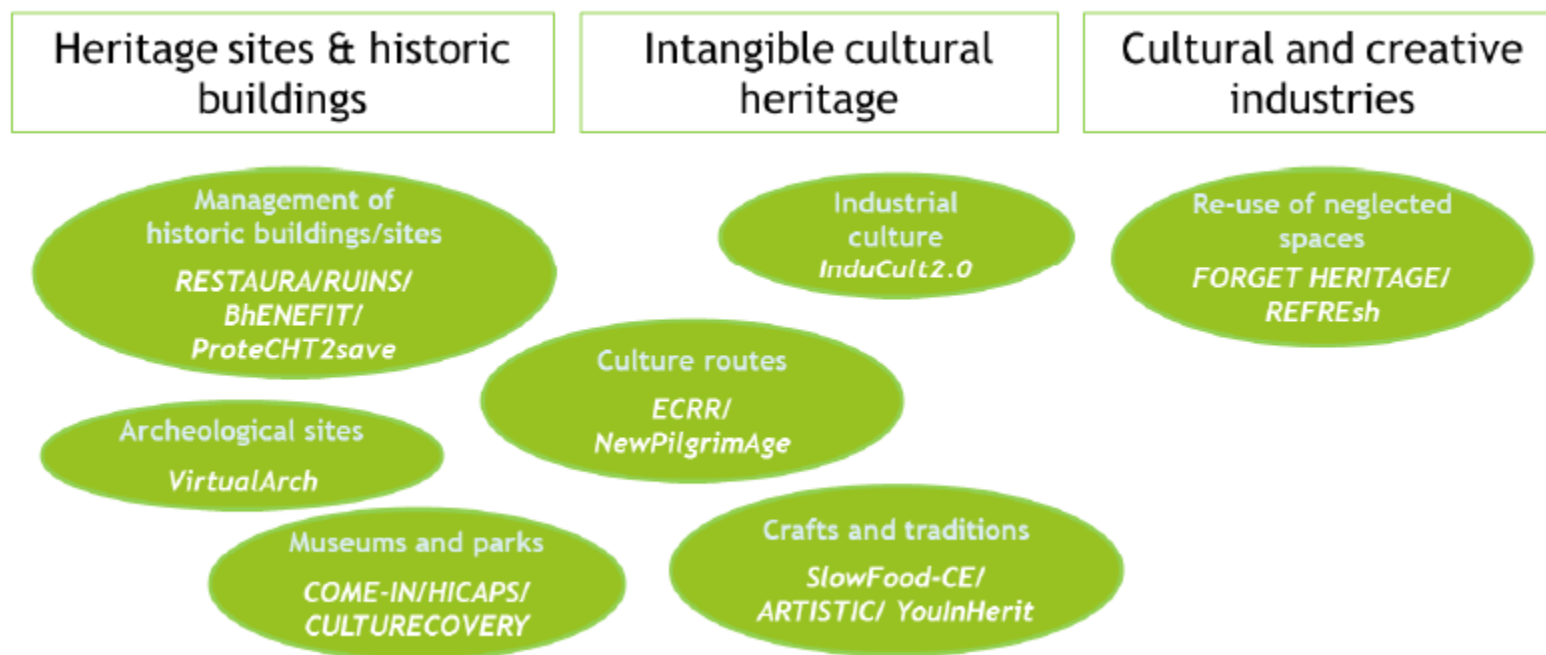 Heritage sites & historic
buildings
Intangible cultural
heritage
Cultural and creative
industries
Management of
historic buildings/sites
RESTAURA/RUINS/
BhENEFIT/
ProteCHT2save
Industrial
culture
InduCult2.0
Re-use of neglected
spaces
FORGET HERITAGE/
REFREsh
Culture routes
ECRR/
NewPilgrimAge
Archeological sites
VirtualArch
Museums and parks
COME-IN/HICAPS/
CULTURECOVERY
Crafts and traditions
SlowFood-CE/
ARTISTIC/ YouInHerit